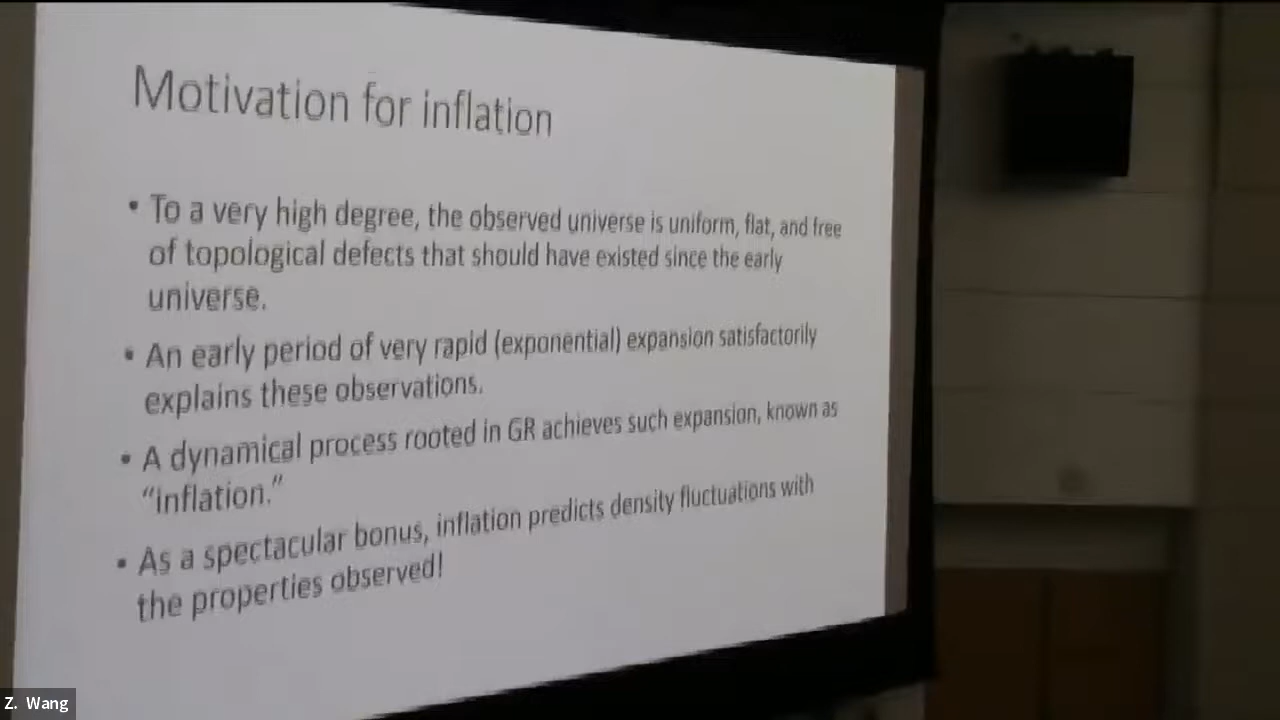 Motivation for inflation
• To a very high degree, the observed universe is uniform, flat, and free
of topological defects that should have existed since the early
universe.
• An early period of very rapid (exponential) expansion satisfactorily
explains these observations.
• A dynamical process rooted in GR achieves such expansion, known as
“inflation.”
• As a spectacular bonus, inflation predicts density fluctuations with
the properties observed!
Z. Wang